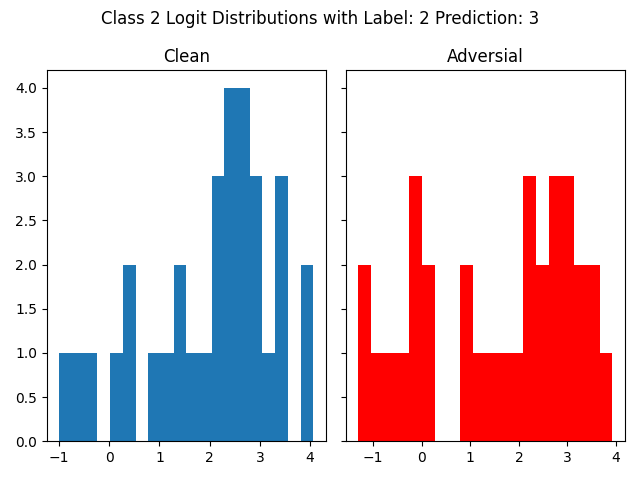 Class 2 Logit Distributions with Label: 2 Prediction: 3
Clean
Adversial
4.0
3.5
3.0
2.5
2.0
1.5
1.0
0.5
0.0
−1 0 1 2 3 4
−1 0 1 2 3 4